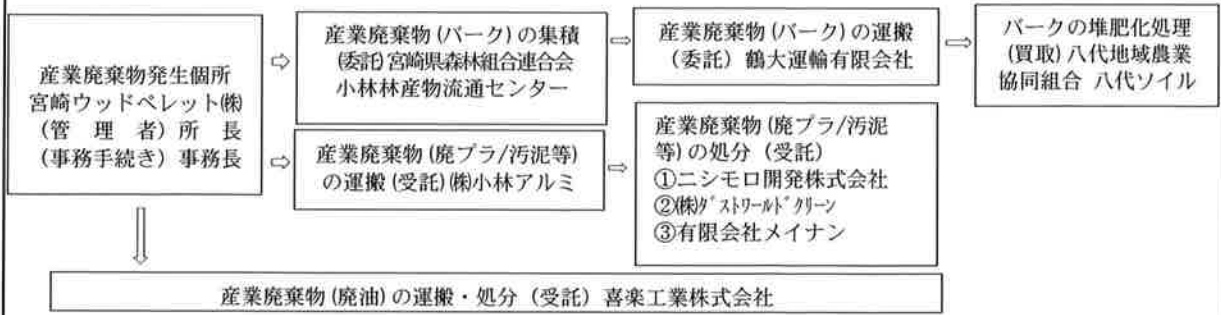 産業廃棄物発生個所
宮崎ウッドペレット㈱
(管理者)所長
(事務手続き)事務長
⇨
産業廃棄物(バーク)の集積
(委託)宮崎県森林組合連合会
小林林産物流通センター
⇨
産業廃棄物(バーク)の運搬
(委託)鶴大運輸有限会社
⇨
バークの堆肥化処理
(買取)八代地域農業
協同組合 八代ソイル
⇨
産業廃棄物(廃プラ/汚泥等)
の運搬(受託)㈱小林アルミ
⇨
産業廃棄物(廃プラ/汚泥
等)の処分(受託)
①ニシモロ開発株式会社
②㈱ダストワールドクリーン
③有限会社メイナン
産業廃棄物(廃油)の運搬・処分(受託)喜楽工業株式会社